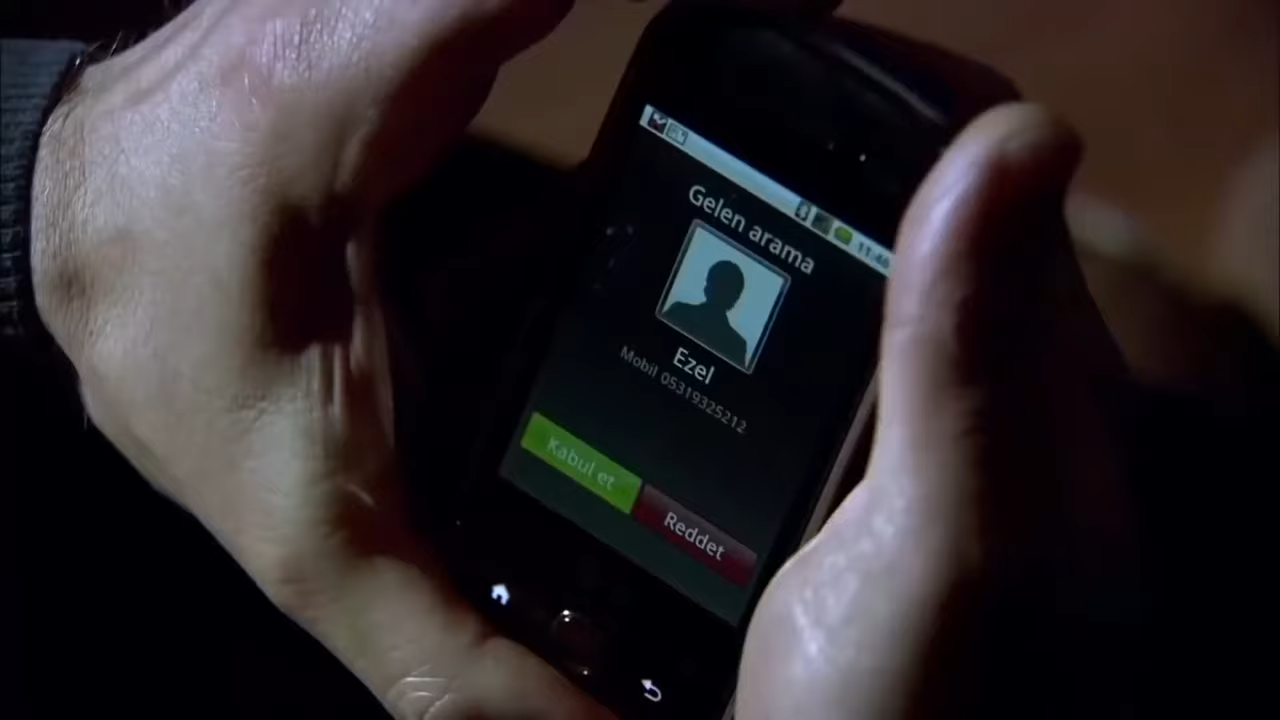 Gelen arama
Ezel
Mobil 05319325212
Kabul et
Reddet